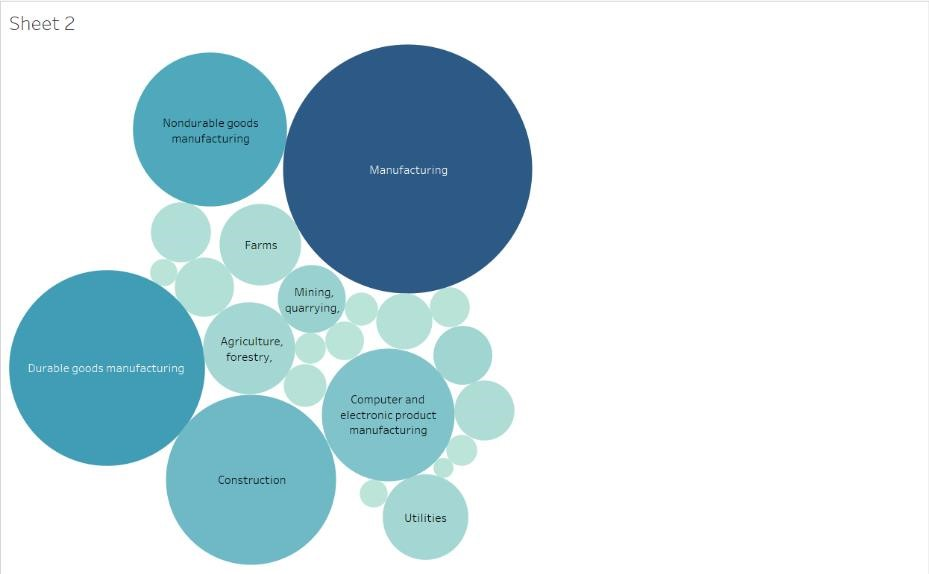 Sheet 2
Nondurable goods
manufacturing
Manufacturing
Farms
Mining,
quarrying,
Agriculture,
forestry,
Durable goods manufacturing
Computer and
electronic product
manufacturing
Construction
Utilities